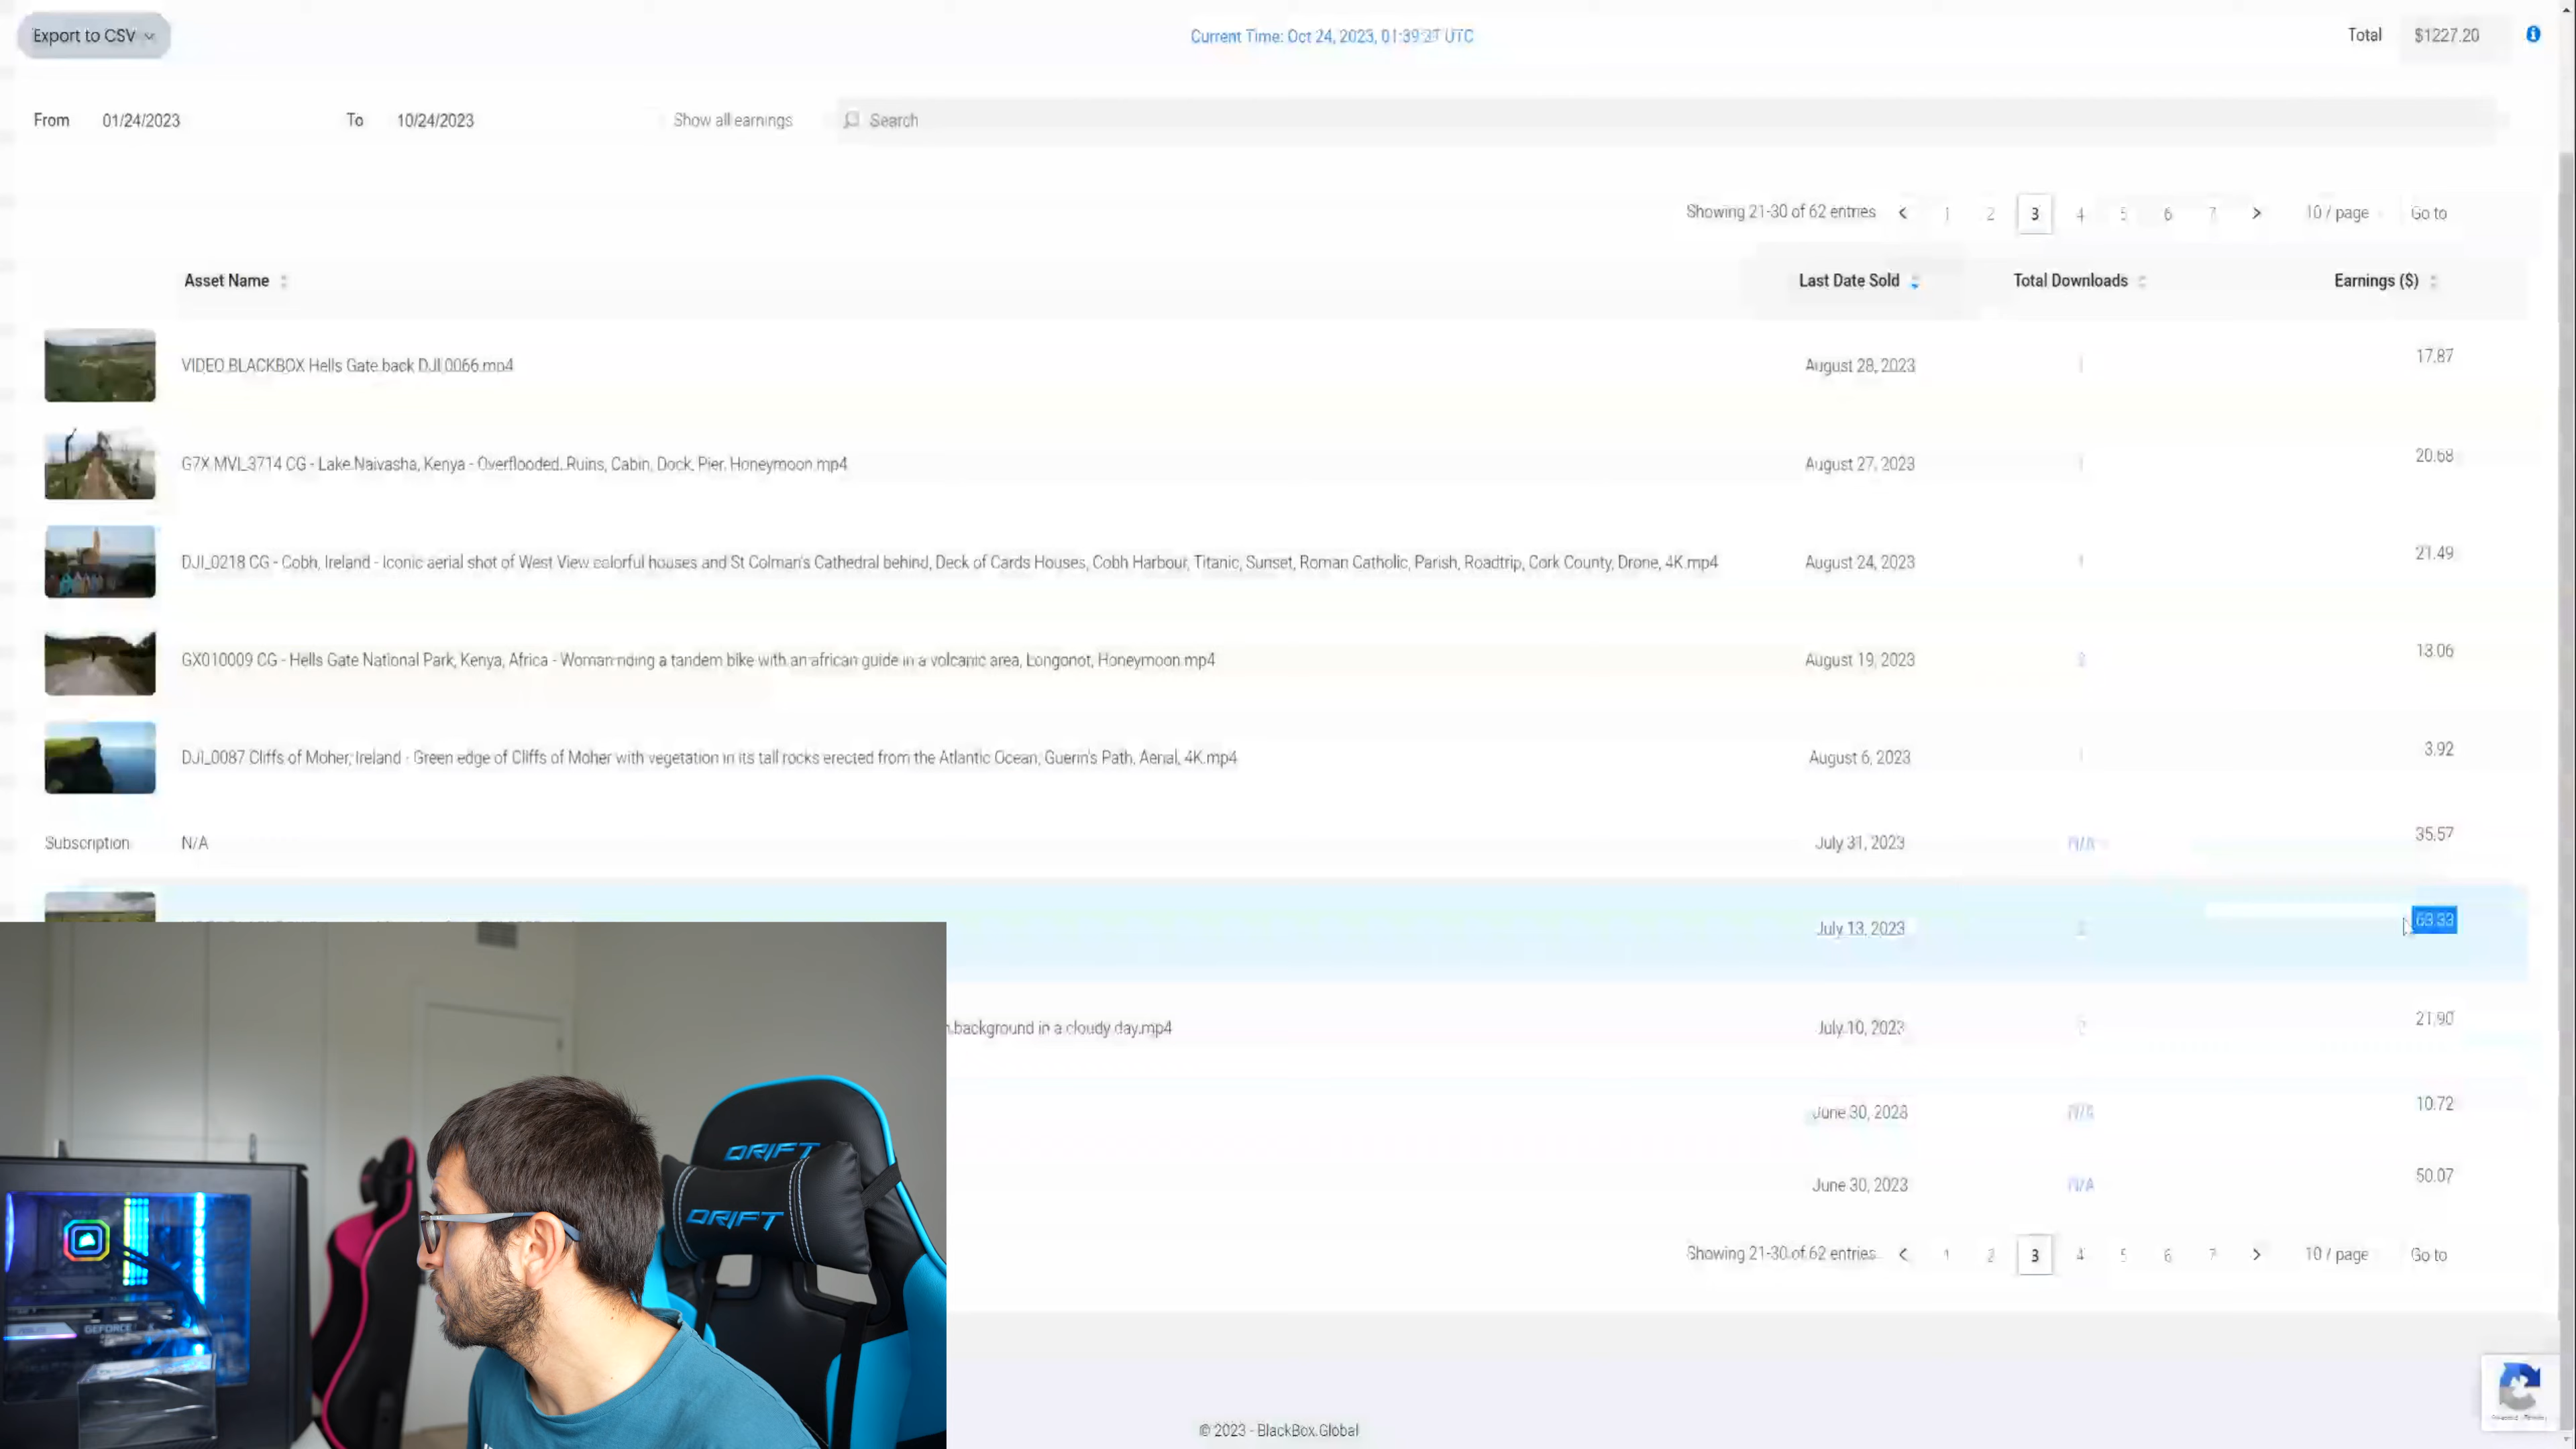 Export to CSV
Current Time: Oct 24, 2023, 01:39:37 UTC
Total $1227.20
From 01/24/2023 To 10/24/2023 Show all earnings Search
Showing 21-30 of 62 entries < 1 2 3 4 5 6 7 > 10 / page Go to
Asset Name Last Date Sold Total Downloads Earnings ($)
VIDEO BLACKBOX Hells Gate back DJI 0066.mp4 August 28, 2023 1 17.87
G7X MVI_3714 CG - Lake Naivasha, Kenya - Overflooded. Ruins, Cabin, Dock, Pier, Honeymoon.mp4 August 27, 2023 1 20.68
DJI_0218 CG - Cobh, Ireland - Iconic aerial shot of West View colorful houses and St Colman's Cathedral behind, Deck of Cards Houses, Cobh Harbour, Titanic, Sunset, Roman Catholic, Parish, Roadtrip, Cork County, Drone, 4K.mp4 August 24, 2023 1 21.49
GX010009 CG - Hells Gate National Park, Kenya, Africa - Woman riding a tandem bike with an african guide in a volcanic area, Longonot, Honeymoon.mp4 August 19, 2023 13.06
DJI_0087 Cliffs of Moher, Ireland - Green edge of Cliffs of Moher with vegetation in its tall rocks erected from the Atlantic Ocean, Guerin's Path, Aerial, 4K.mp4 August 6, 2023 1 3.92
Subscription N/A July 31, 2023 N/A 35.57
July 13, 2023 63.33
background in a cloudy day.mp4 July 10, 2023 21.90
June 30, 2023 N/A 10.72
June 30, 2023 N/A 50.07
Showing 21-30 of 62 entries < 1 2 3 4 5 6 7 > 10 / page Go to
© 2023 - BlackBox Global
DRIFT
DRIFT
GEFORCE